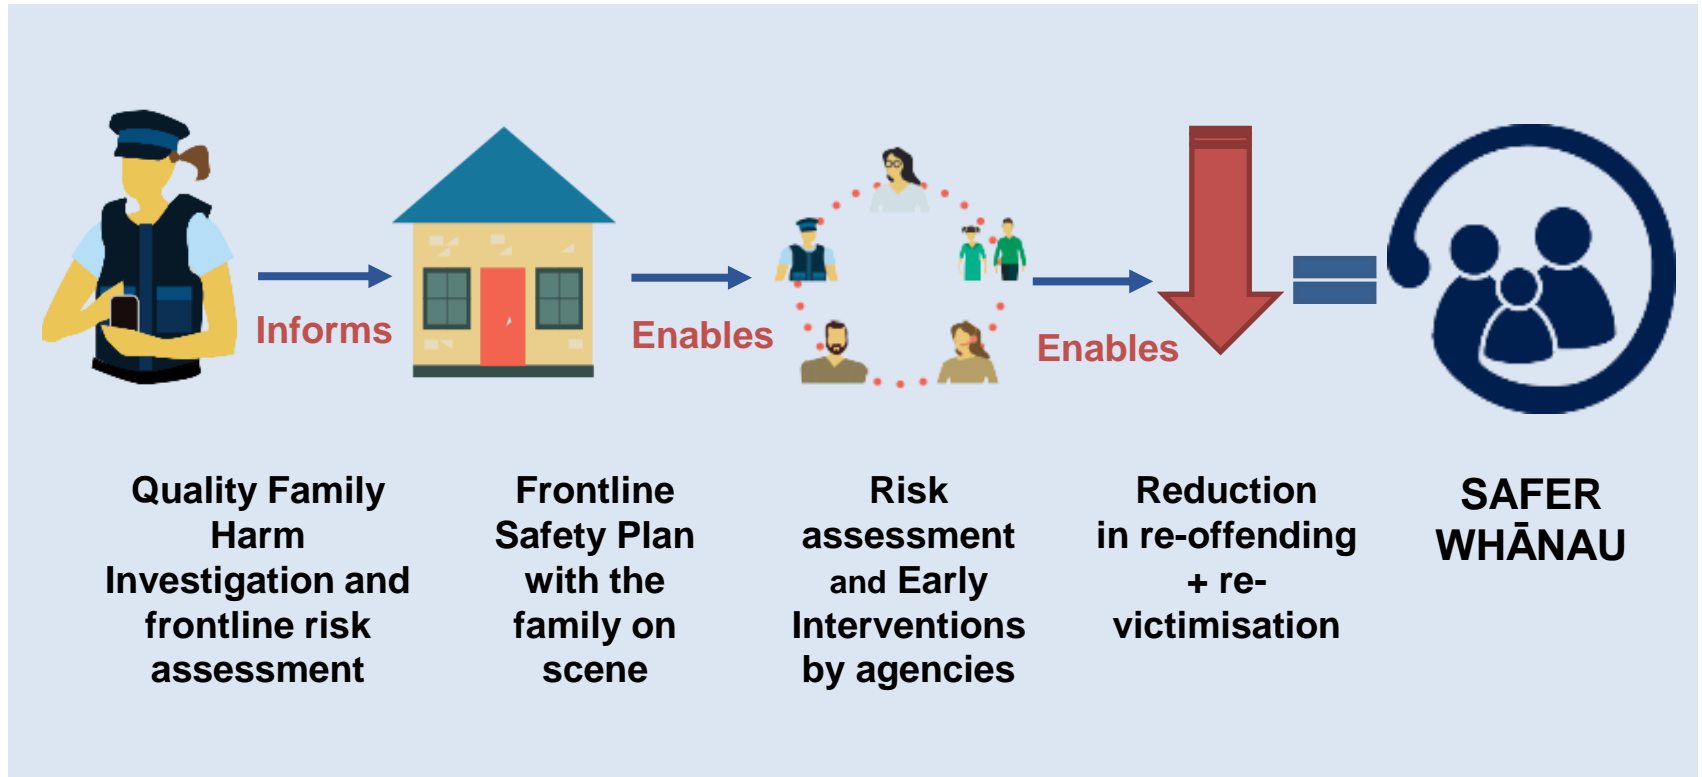 Informs
Enables
Enables
Quality Family
Harm
Investigation and
frontline risk
assessment
Frontline
Safety Plan
with the
family on
scene
Risk
assessment
and Early
Interventions
by agencies
Reduction
in re-offending
+ re-
victimisation
SAFER
WHĀNAU